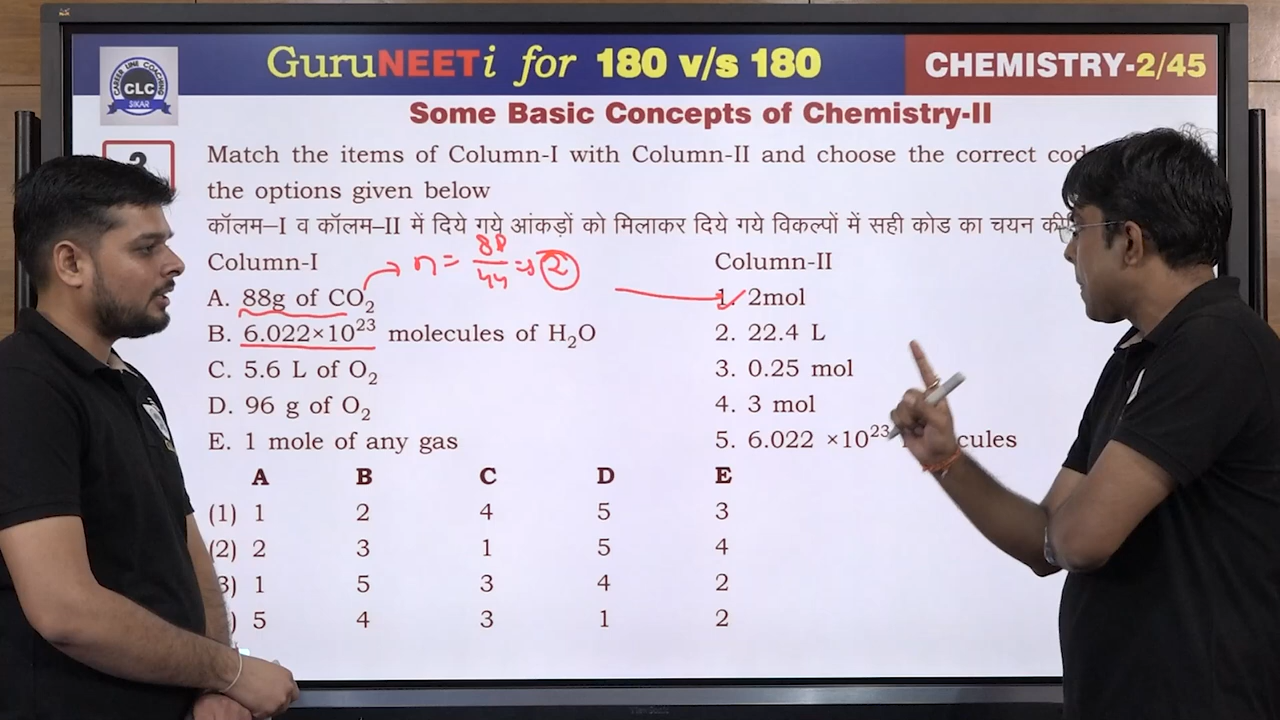 GuruNEETi for 180 v/s 180
CHEMISTRY-2/45
CAREER LINE COACHING
CLC
SIKAR
Some Basic Concepts of Chemistry-II
Match the items of Column-I with Column-II and choose the correct
the options given below
कॉलम–I व कॉलम–II में दिये गये आंकड़ों को मिलाकर दिये गये विकल्पों में सही कोड का चयन
Column-I
n = 88/44 ⇒ 2
Column-II
A. 88g of CO₂
1. 2mol
B. 6.022×10²³ molecules of H₂O
2. 22.4 L
C. 5.6 L of O₂
3. 0.25 mol
D. 96 g of O₂
4. 3 mol
E. 1 mole of any gas
5. 6.022 ×10²³
A B C D E
(1) 1 2 4 5 3
(2) 2 3 1 5 4
3) 1 5 3 4 2
) 5 4 3 1 2